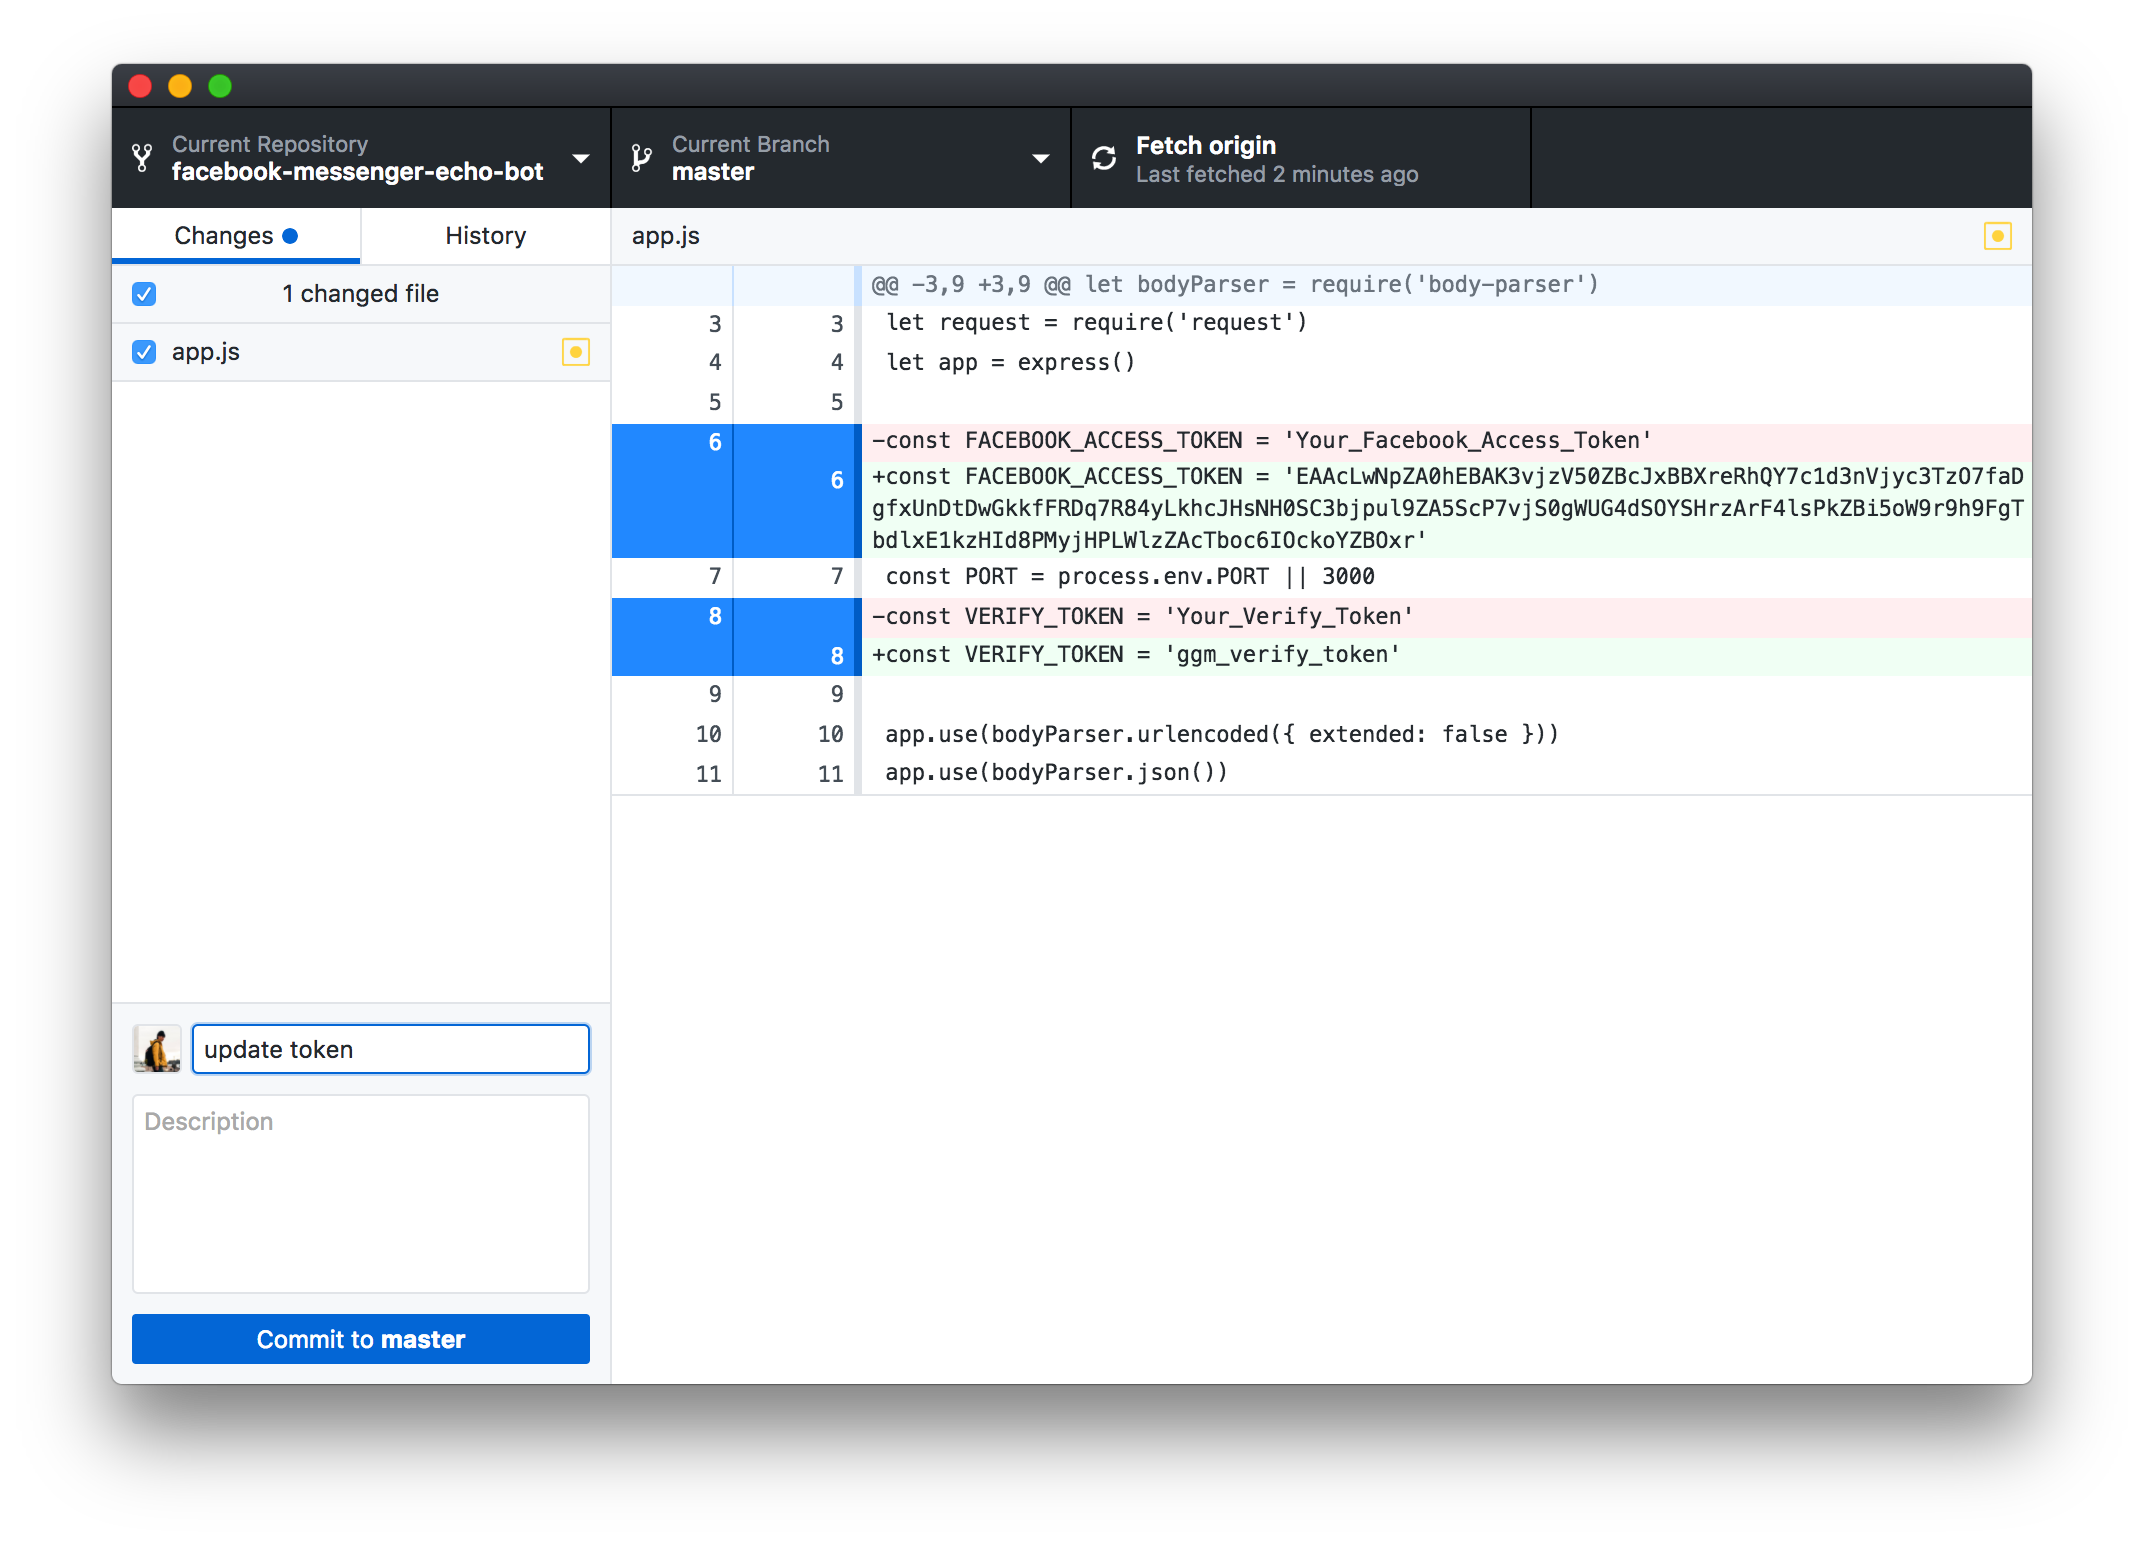 Current Repository
facebook-messenger-echo-bot
Current Branch
master
Fetch origin
Last fetched 2 minutes ago
Changes
History
app.js
1 changed file
app.js
@@ -3,9 +3,9 @@ let bodyParser = require('body-parser')
3 3 let request = require('request')
4 4 let app = express()
5 5
6 -const FACEBOOK_ACCESS_TOKEN = 'Your_Facebook_Access_Token'
6 +const FACEBOOK_ACCESS_TOKEN = 'EAAcLwNpZA0hEBAK3vjzV50ZBcJxBBXreRhQY7c1d3nVjyc3TzO7faD
gfxUnDtDwGkkfFRDq7R84yLkhcJHsNH0SC3bjpul9ZA5ScP7vjS0gWUG4dSOYSHrzArF4lsPkZBi5oW9r9h9FgT
bdlxE1kzHId8PMyjHPLWlzZAcTboc6IOckoYZBOxr'
7 7 const PORT = process.env.PORT || 3000
8 -const VERIFY_TOKEN = 'Your_Verify_Token'
8 +const VERIFY_TOKEN = 'ggm_verify_token'
9 9
10 10 app.use(bodyParser.urlencoded({ extended: false }))
11 11 app.use(bodyParser.json())
update token
Description
Commit to master